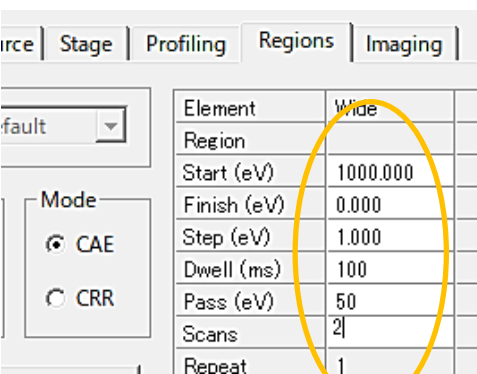 rce Stage Profiling Regions Imaging
fault
Element Wide
Region
Start (eV) 1000.000
Finish (eV) 0.000
Step (eV) 1.000
Dwell (ms) 100
Pass (eV) 50
Scans 2
Repeat 1
Mode
CAE
CRR